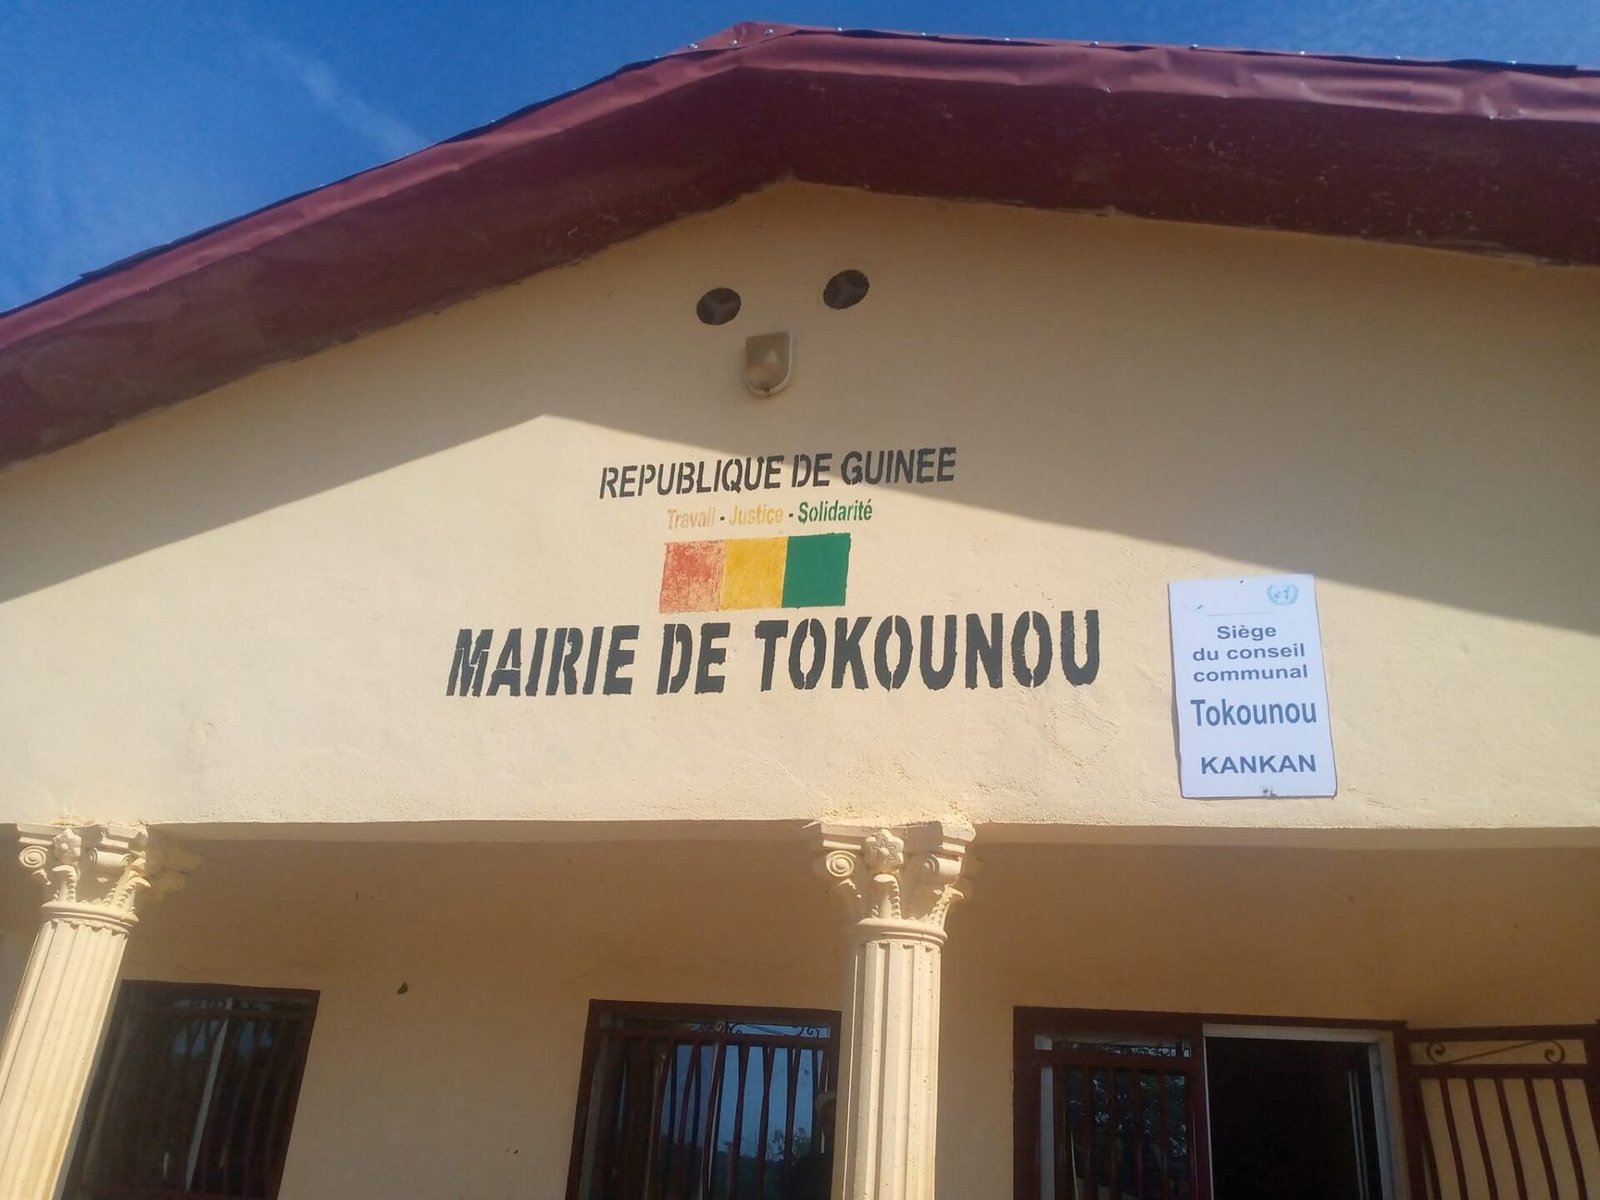 REPUBLIQUE DE GUINEE
Travail - Justice - Solidarité
MAIRIE DE TOKOUNOU
Siège
du conseil
communal
Tokounou
KANKAN